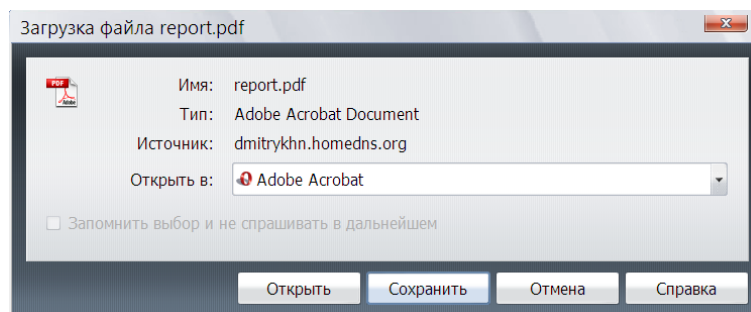 Загрузка файла report.pdf
Имя: report.pdf
Тип: Adobe Acrobat Document
Источник: dmitrykhn.homedns.org
Открыть в: Adobe Acrobat
Запомнить выбор и не спрашивать в дальнейшем
Открыть Сохранить Отмена Справка